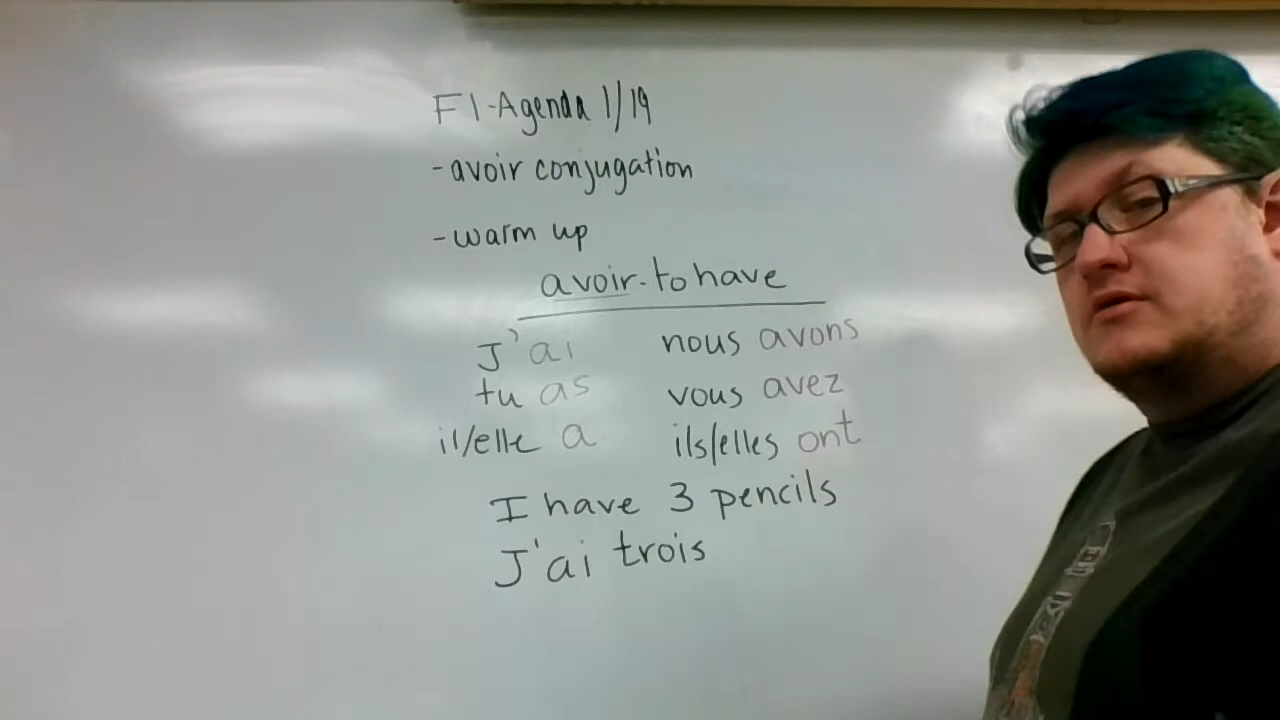 F1-Agenda 1/19
-avoir conjugation
-warm up
avoir-to have
J'ai nous avons
tu as vous avez
il/elle a ils/elles ont
I have 3 pencils
J'ai trois